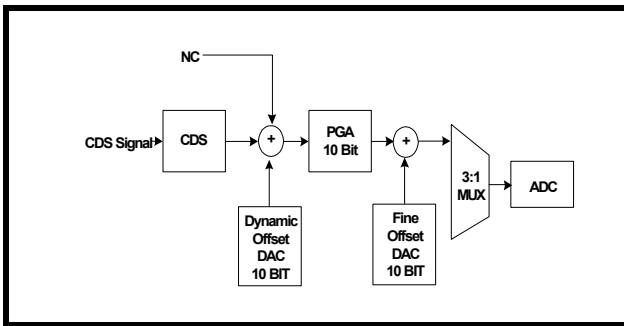 NC
CDS Signal
CDS
+
PGA
10 Bit
+
3:1
MUX
ADC
Dynamic
Offset
DAC
10 BIT
Fine
Offset
DAC
10 BIT